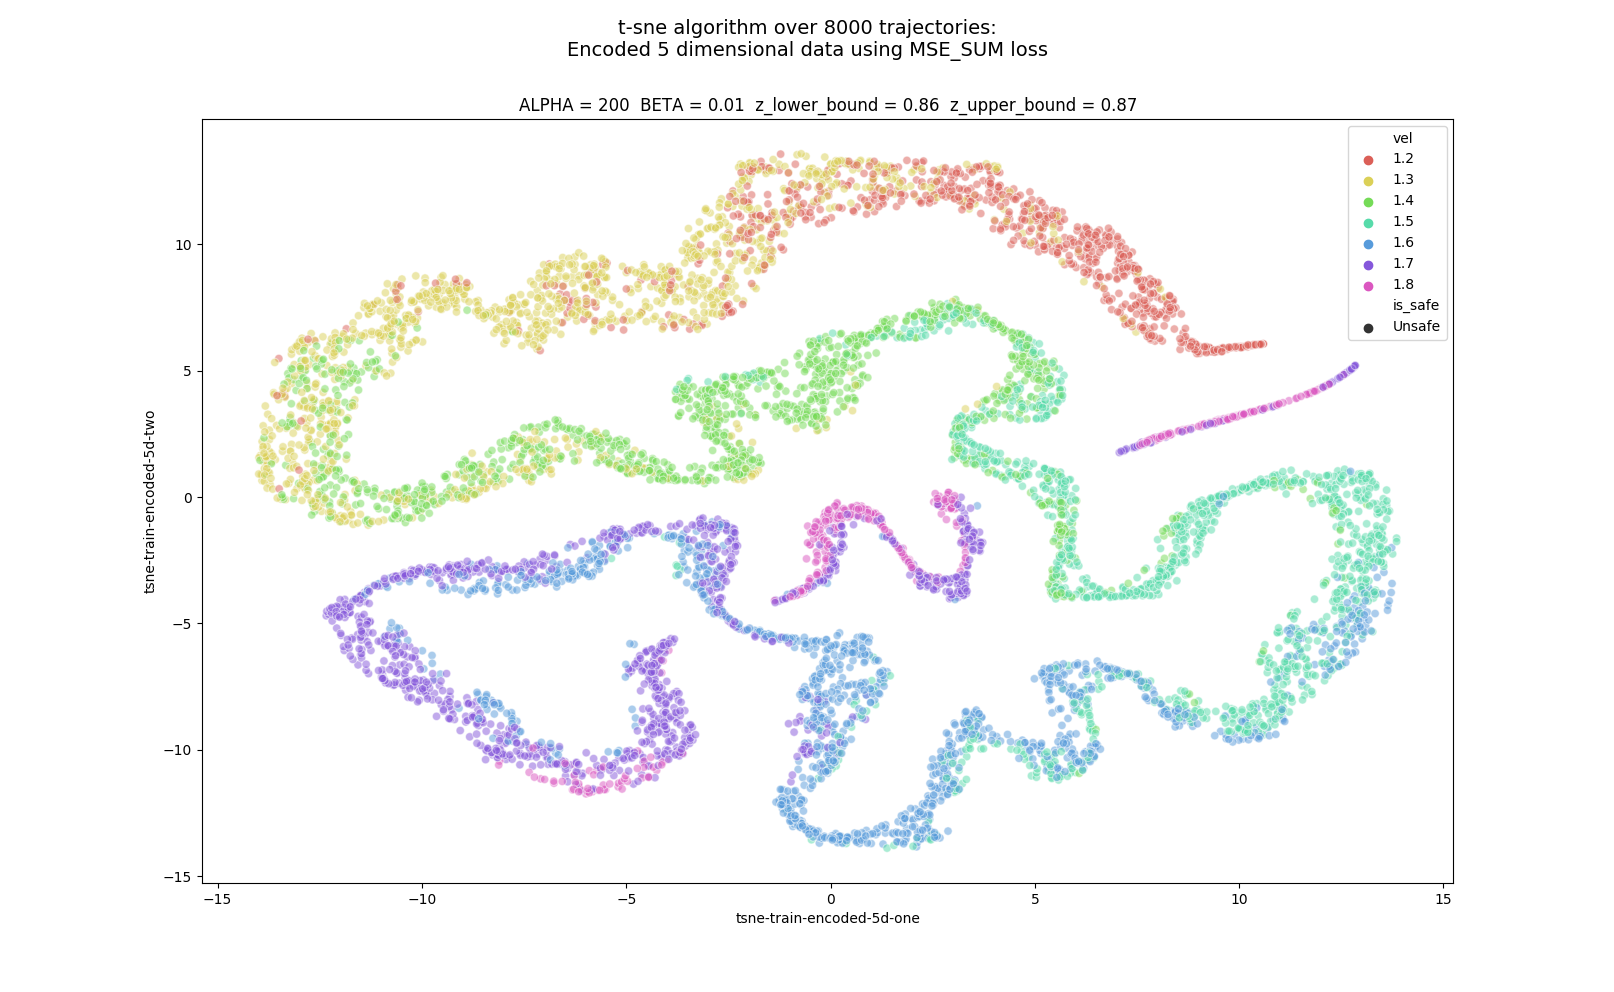 t-sne algorithm over 8000 trajectories:
Encoded 5 dimensional data using MSE_SUM loss
ALPHA = 200  BETA = 0.01  z_lower_bound = 0.86  z_upper_bound = 0.87
vel
1.2
1.3
1.4
1.5
1.6
1.7
1.8
is_safe
Unsafe
tsne-train-encoded-5d-two
10
5
0
−5
−10
−15
−15
−10
−5
0
5
10
15
tsne-train-encoded-5d-one